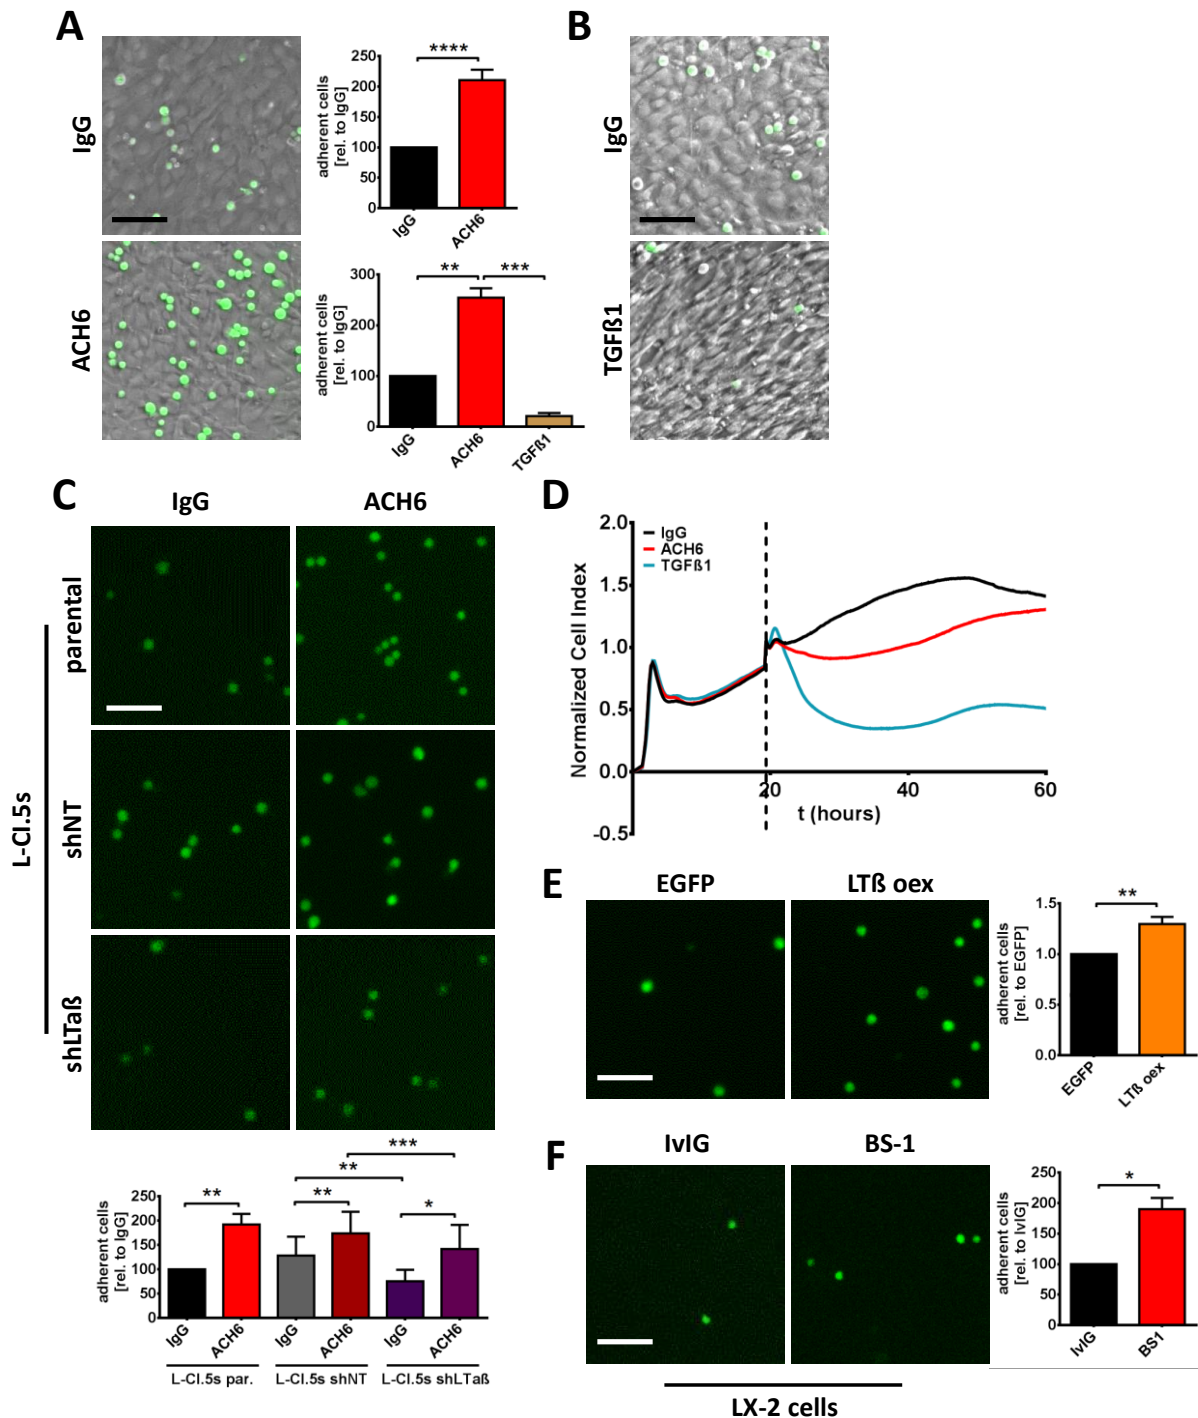 A
IgG
ACH6
adherent cells
[rel. to IgG]
250
200
150
100
50
0
****
IgG
ACH6
adherent cells
[rel. to IgG]
300
200
100
0
**
***
IgG
ACH6
TGFß1
B
IgG
TGFß1
C
IgG
ACH6
L-Cl.5s
parental
shNT
shLTaß
adherent cells
[rel. to IgG]
250
200
150
100
50
0
**
**
**
***
*
IgG
ACH6
IgG
ACH6
IgG
ACH6
L-Cl.5s par.
L-Cl.5s shNT
L-Cl.5s shLTaß
D
Normalized Cell Index
2.0
1.5
1.0
0.5
0.0
-0.5
IgG
ACH6
TGFß1
20
40
60
t (hours)
E
EGFP
LTß oex
adherent cells
[rel. to EGFP]
1.5
1.0
0.5
0.0
**
EGFP
LTß oex
F
IvIG
BS-1
adherent cells
[rel. to IvIG]
250
200
150
100
50
0
*
IvIG
BS1
LX-2 cells